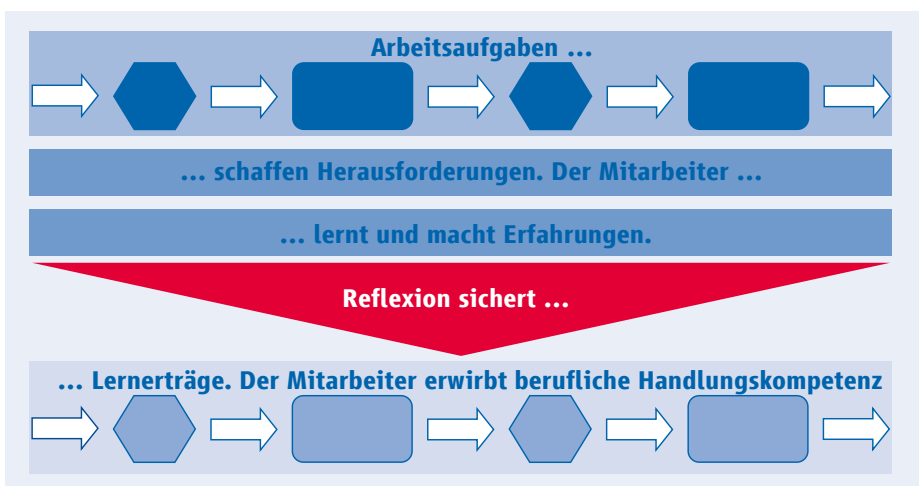 Arbeitsaufgaben …
… schaffen Herausforderungen. Der Mitarbeiter …
… lernt und macht Erfahrungen.
Reflexion sichert …
… Lernerträge. Der Mitarbeiter erwirbt berufliche Handlungskompetenz